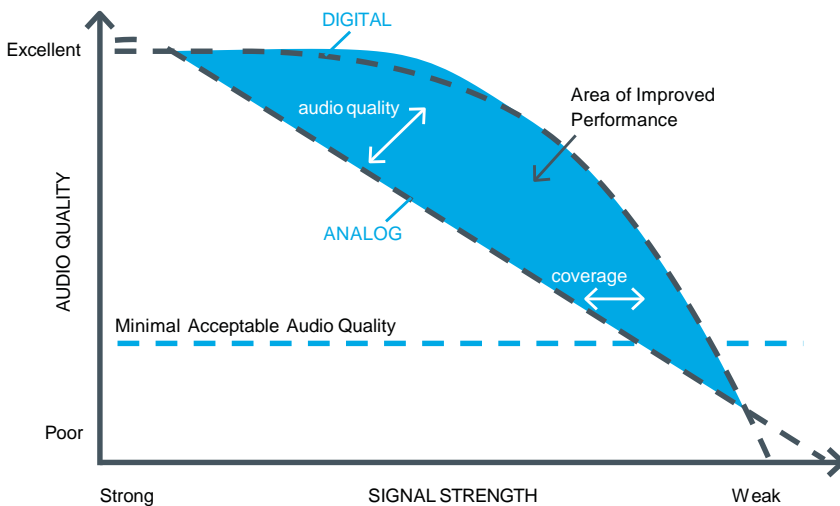 DIGITAL
Excellent
audio quality
Area of Improved
Performance
AUDIO QUALITY
ANALOG
coverage
Minimal Acceptable Audio Quality
Poor
Strong
SIGNAL STRENGTH
Weak